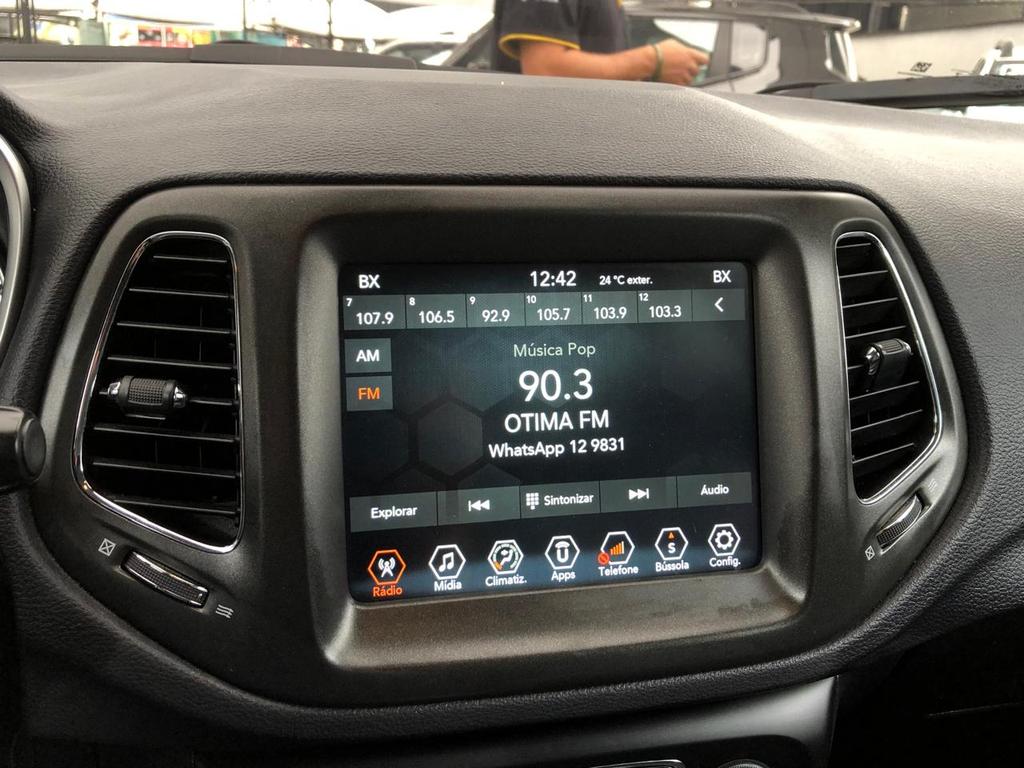 BX 12:42 24 °C exter. BX
7 107.9 8 106.5 9 92.9 10 105.7 11 103.9 12 103.3
AM
FM
Música Pop
90.3
OTIMA FM
WhatsApp 12 9831
Explorar Sintonizar Áudio
S
Rádio Mídia Climatiz. Apps Telefone Bússola Config.